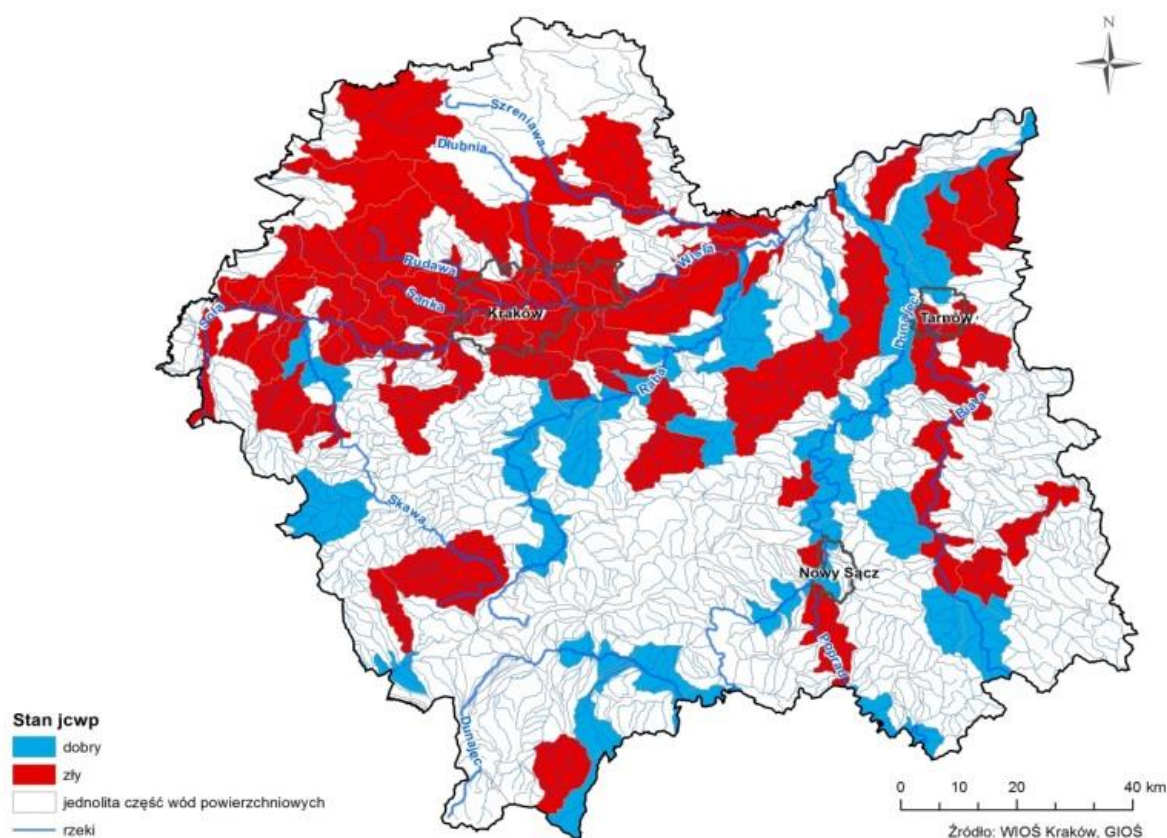 N
Szreniawa
Dłubnia
Rudawa
Sanka
Wisła
Soła
Kraków
Dunajec
Tarnów
Raba
Biała
Skawa
Nowy Sącz
Poprad
Dunajec
Stan jcwp
dobry
zły
jednolita część wód powierzchniowych
rzeki
0 10 20 40 km
Źródło: WIOŚ Kraków, GIOŚ